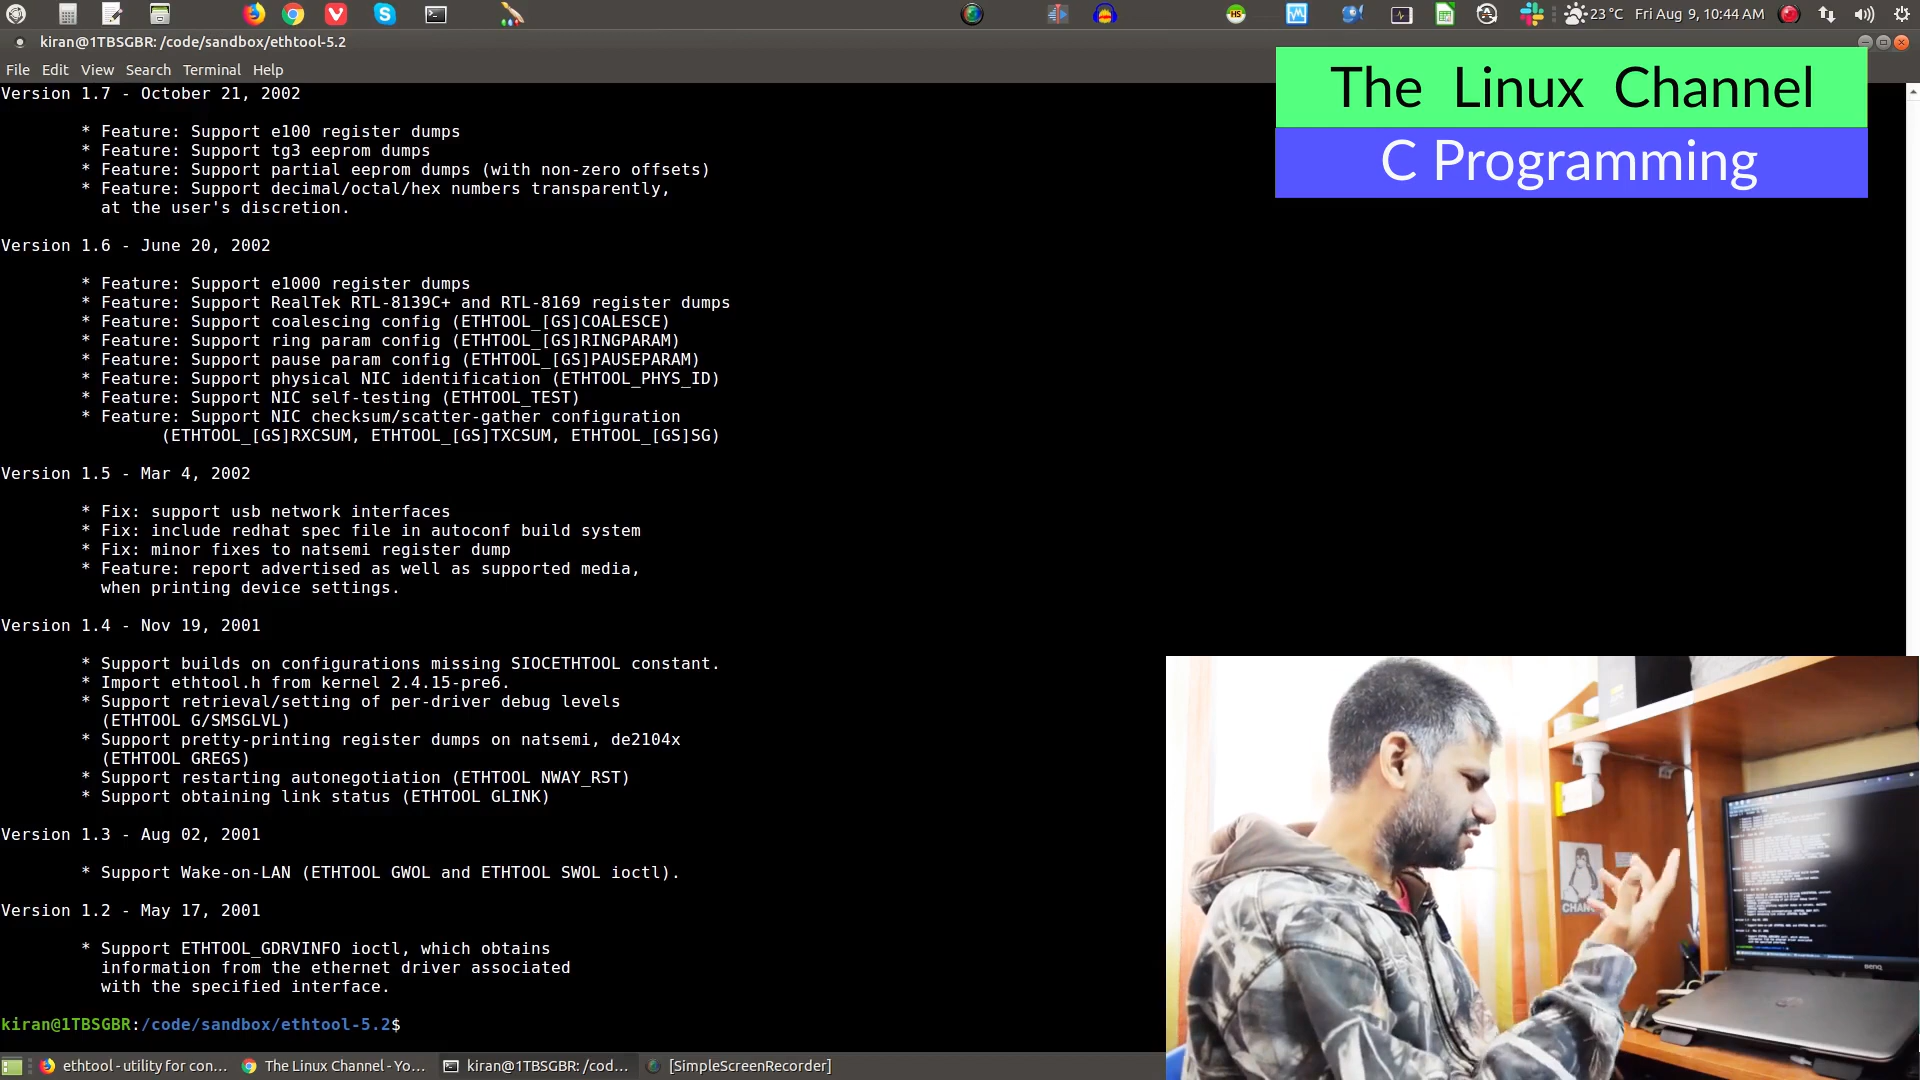 23°C Fri Aug 9, 10:44 AM
kiran@1TBSGBR: /code/sandbox/ethtool-5.2
File Edit View Search Terminal Help
The Linux Channel
C Programming
Version 1.7 - October 21, 2002
* Feature: Support e100 register dumps
* Feature: Support tg3 eeprom dumps
* Feature: Support partial eeprom dumps (with non-zero offsets)
* Feature: Support decimal/octal/hex numbers transparently,
at the user's discretion.
Version 1.6 - June 20, 2002
* Feature: Support e1000 register dumps
* Feature: Support RealTek RTL-8139C+ and RTL-8169 register dumps
* Feature: Support coalescing config (ETHTOOL_[GS]COALESCE)
* Feature: Support ring param config (ETHTOOL_[GS]RINGPARAM)
* Feature: Support pause param config (ETHTOOL_[GS]PAUSEPARAM)
* Feature: Support physical NIC identification (ETHTOOL_PHYS_ID)
* Feature: Support NIC self-testing (ETHTOOL_TEST)
* Feature: Support NIC checksum/scatter-gather configuration
(ETHTOOL_[GS]RXCSUM, ETHTOOL_[GS]TXCSUM, ETHTOOL_[GS]SG)
Version 1.5 - Mar 4, 2002
* Fix: support usb network interfaces
* Fix: include redhat spec file in autoconf build system
* Fix: minor fixes to natsemi register dump
* Feature: report advertised as well as supported media,
when printing device settings.
Version 1.4 - Nov 19, 2001
* Support builds on configurations missing SIOCETHTOOL constant.
* Import ethtool.h from kernel 2.4.15-pre6.
* Support retrieval/setting of per-driver debug levels
(ETHTOOL G/SMSGLVL)
* Support pretty-printing register dumps on natsemi, de2104x
(ETHTOOL GREGS)
* Support restarting autonegotiation (ETHTOOL NWAY_RST)
* Support obtaining link status (ETHTOOL GLINK)
Version 1.3 - Aug 02, 2001
* Support Wake-on-LAN (ETHTOOL GWOL and ETHTOOL SWOL ioctl).
Version 1.2 - May 17, 2001
* Support ETHTOOL_GDRVINFO ioctl, which obtains
information from the ethernet driver associated
with the specified interface.
kiran@1TBSGBR:/code/sandbox/ethtool-5.2$
BenQ
ethtool - utility for con... The Linux Channel - Yo... kiran@1TBSGBR: /cod... [SimpleScreenRecorder]